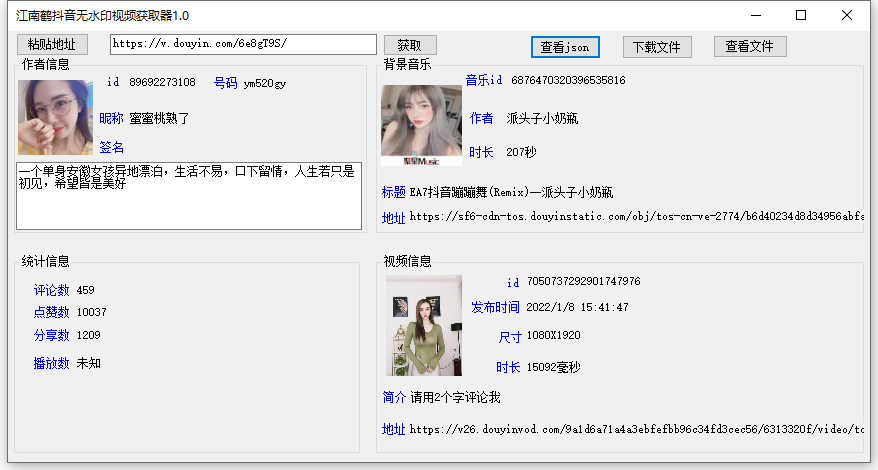 江南鹤抖音无水印视频获取器1.0
粘贴地址 https://v.douyin.com/6e8gT9S/ 获取 查看json 下载文件 查看文件
作者信息
id 89692273108 号码 ym520gy
昵称 蜜蜜桃熟了
签名
一个单身安徽女孩异地漂泊，生活不易，口下留情，人生若只是
初见，希望皆是美好
背景音乐
音乐id 6876470320396535816
作者 派头子小奶瓶
时长 207秒
标题 EA7抖音蹦蹦舞(Remix)—派头子小奶瓶
地址 https://sf6-cdn-tos.douyinstatic.com/obj/tos-cn-ve-2774/b6d40234d8d34956abfa
统计信息
评论数 459
点赞数 10037
分享数 1209
播放数 未知
视频信息
id 7050737292901747976
发布时间 2022/1/8 15:41:47
尺寸 1080X1920
时长 15092毫秒
简介 请用2个字评论我
地址 https://v26.douyinvod.com/9a1d6a71a4a3ebfefbb96c34fd3cec56/6313320f/video/to